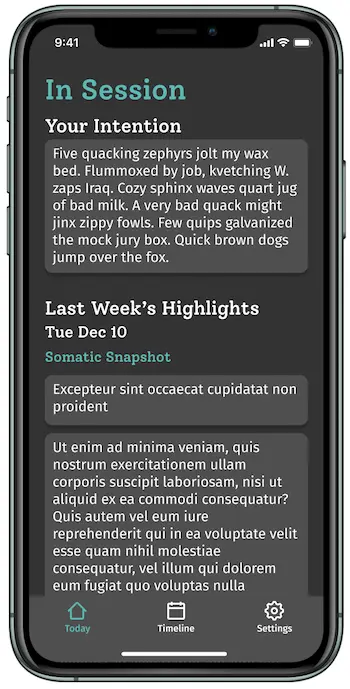 9:41
In Session
Your Intention
Five quacking zephyrs jolt my wax
bed. Flummoxed by job, kvetching W.
zaps Iraq. Cozy sphinx waves quart jug
of bad milk. A very bad quack might
jinx zippy fowls. Few quips galvanized
the mock jury box. Quick brown dogs
jump over the fox.
Last Week’s Highlights
Tue Dec 10
Somatic Snapshot
Excepteur sint occaecat cupidatat non
proident
Ut enim ad minima veniam, quis
nostrum exercitationem ullam
corporis suscipit laboriosam, nisi ut
aliquid ex ea commodi consequatur?
Quis autem vel eum iure
reprehenderit qui in ea voluptate velit
esse quam nihil molestiae
consequatur, vel illum qui dolorem
eum fugiat quo voluptas nulla
Today
Timeline
Settings